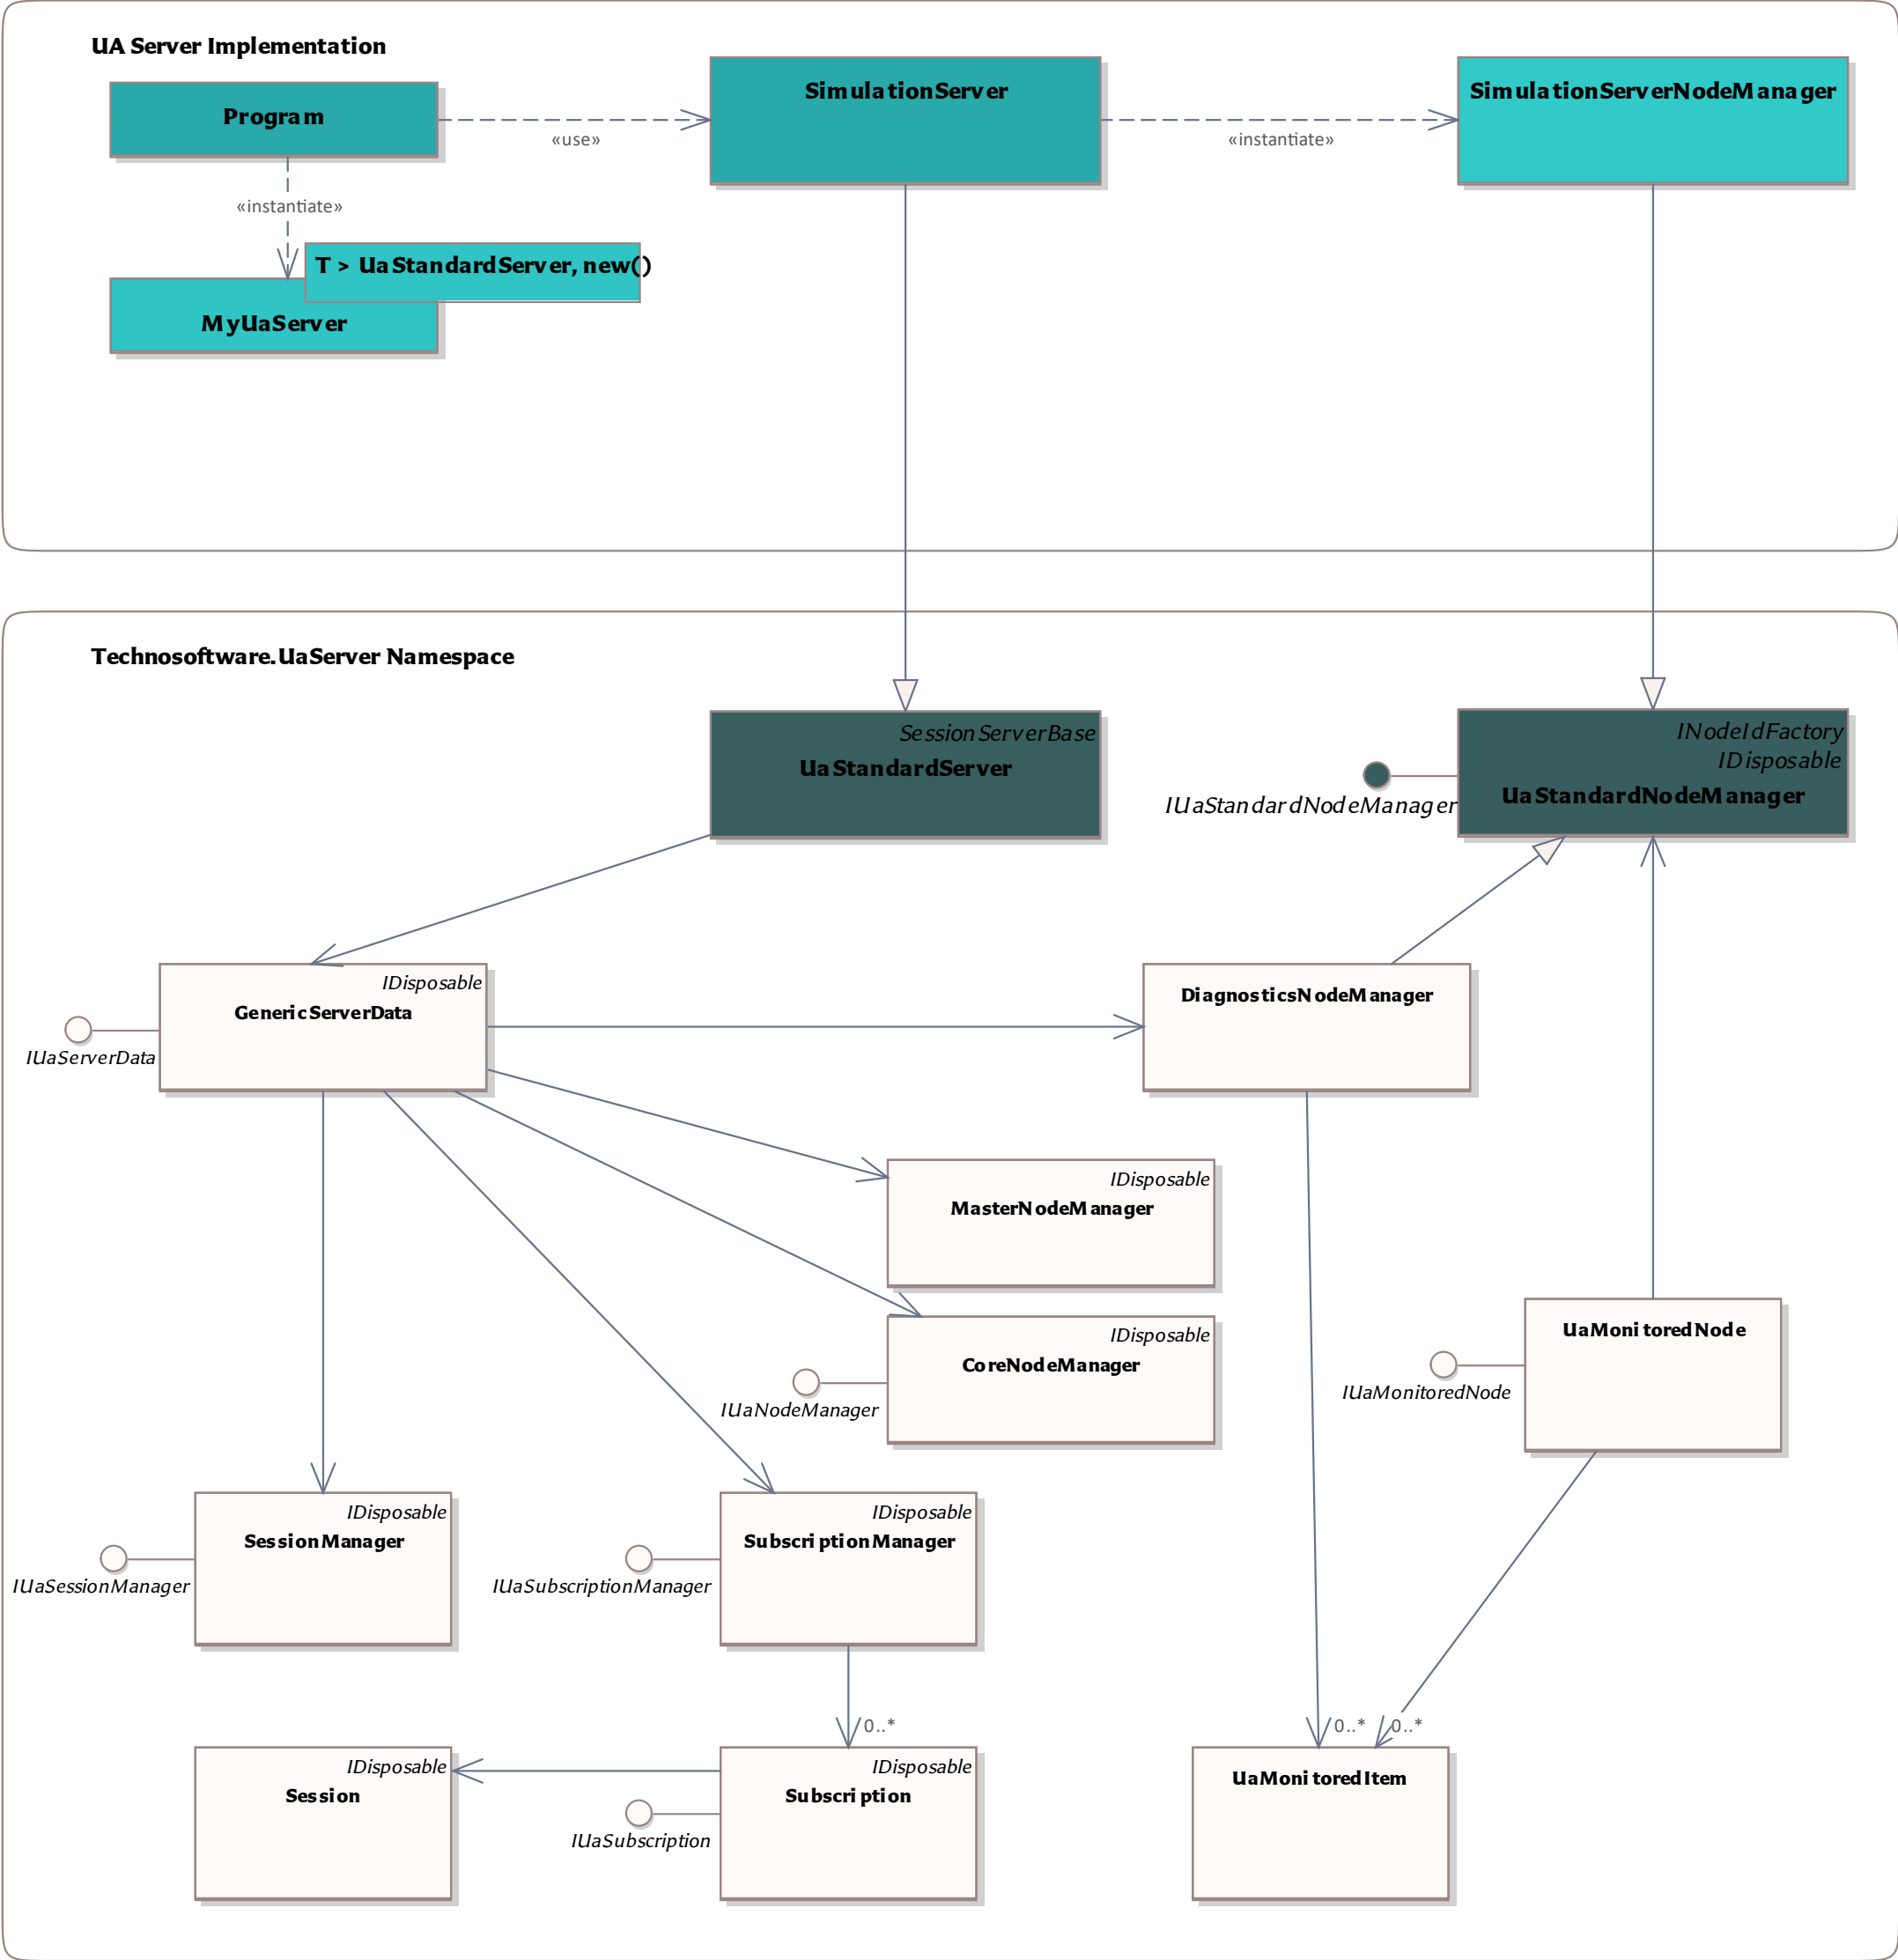 UA Server Implementation
Program
SimulationServer
SimulationServerNodeManager
«use»
«instantiate»
«instantiate»
T > UaStandardServer, new()
MyUaServer
Technosoftware.UaServer Namespace
SessionServerBase
UaStandardServer
INodeIdFactory
IDisposable
UaStandardNodeManager
IUaStandardNodeManager
IDisposable
GenericServerData
IUaServerData
DiagnosticsNodeManager
IDisposable
MasterNodeManager
IDisposable
CoreNodeManager
IUaNodeManager
UaMonitoredNode
IUaMonitoredNode
IDisposable
SessionManager
IUaSessionManager
IDisposable
SubscriptionManager
IUaSubscriptionManager
0..*
0..*
0..*
IDisposable
Session
IDisposable
Subscription
IUaSubscription
UaMonitoredItem